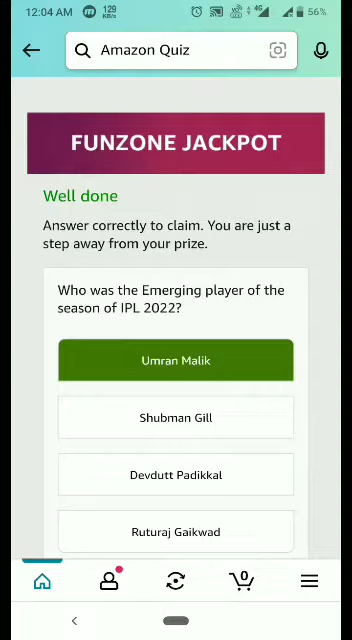 12:04 AM 129 KB/s 4G 56%
Amazon Quiz
FUNZONE JACKPOT
Well done
Answer correctly to claim. You are just a
step away from your prize.
Who was the Emerging player of the
season of IPL 2022?
Umran Malik
Shubman Gill
Devdutt Padikkal
Ruturaj Gaikwad
0